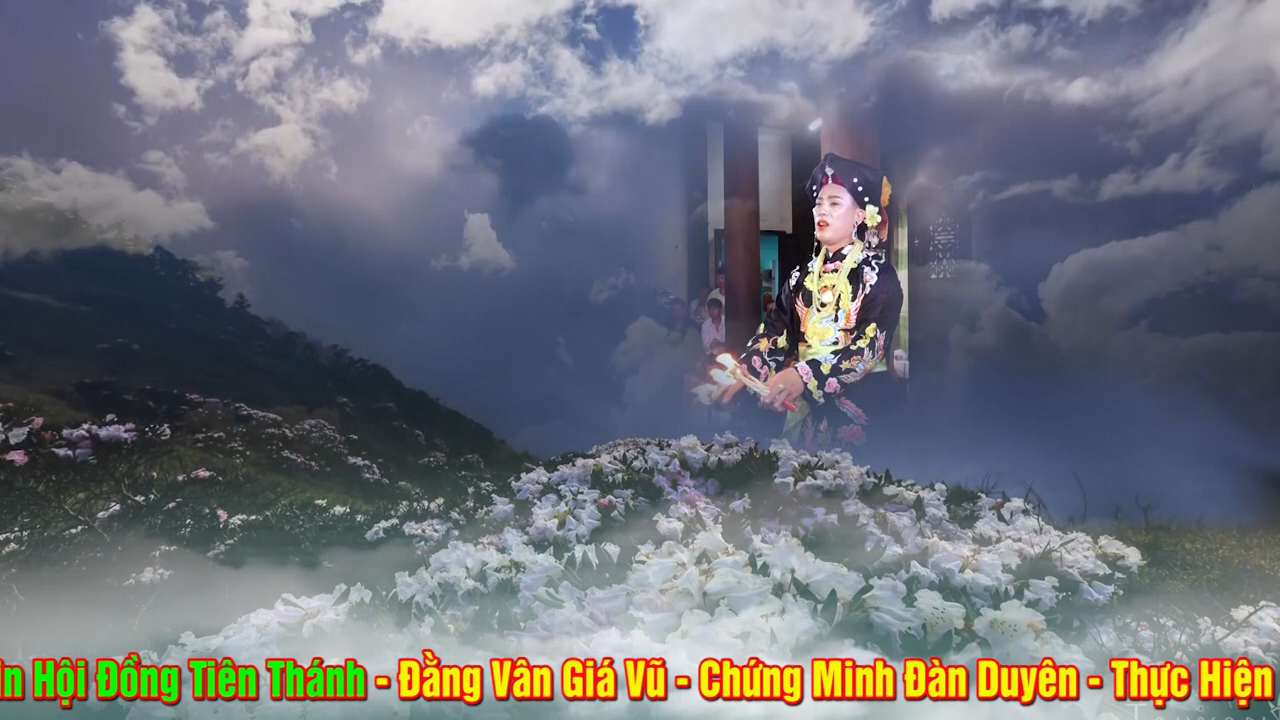 Hội Đồng Tiên Thánh - Đằng Vân Giá Vũ - Chứng Minh Đàn Duyên - Thực Hiện